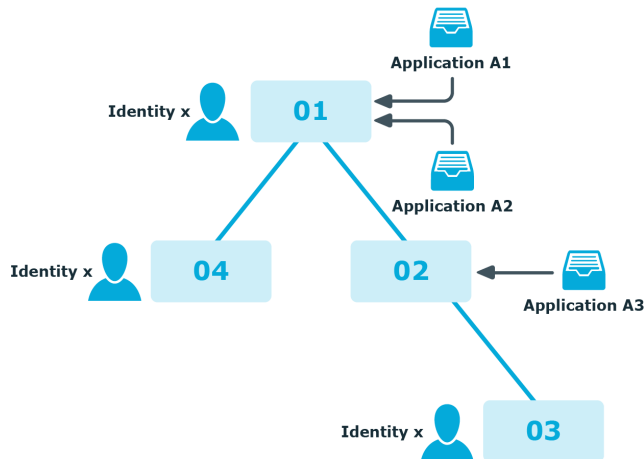 Application A1
Identity x
01
Application A2
Identity x
04
02
Application A3
Identity x
03